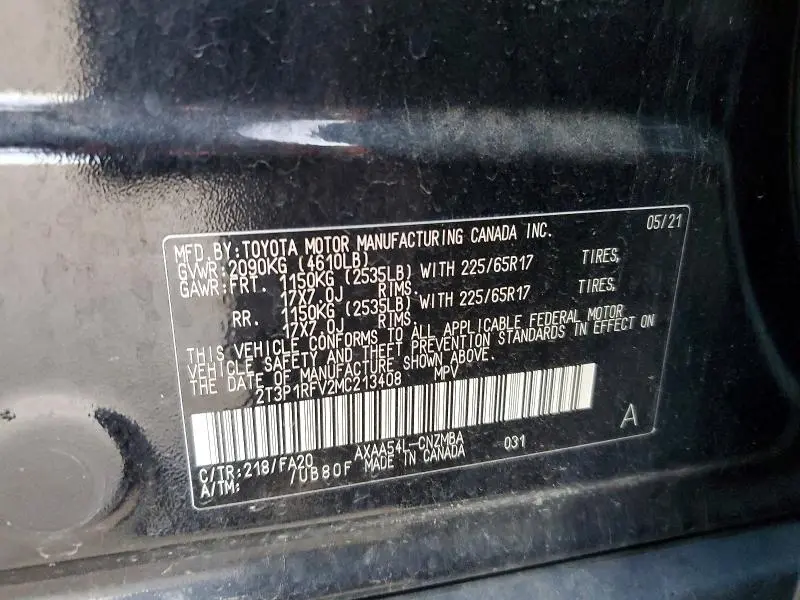 MFD.BY:TOYOTA MOTOR MANUFACTURING CANADA INC. 05/21
GVWR:2090KG (4610LB)
GAWR:FRT. 1150KG (2535LB) WITH 225/65R17 TIRES,
17X7.0J RIMS.
RR. 1150KG (2535LB) WITH 225/65R17 TIRES,
17X7.0J RIMS.
THIS VEHICLE CONFORMS TO ALL APPLICABLE FEDERAL MOTOR
VEHICLE SAFETY AND THEFT PREVENTION STANDARDS IN EFFECT ON
THE DATE OF MANUFACTURE SHOWN ABOVE.
2T3P1RFV2MC213408 MPV
A
C/TR:218/FA20 AXAA54L-CNZMBA 031
A/TM: /UB80F MADE IN CANADA